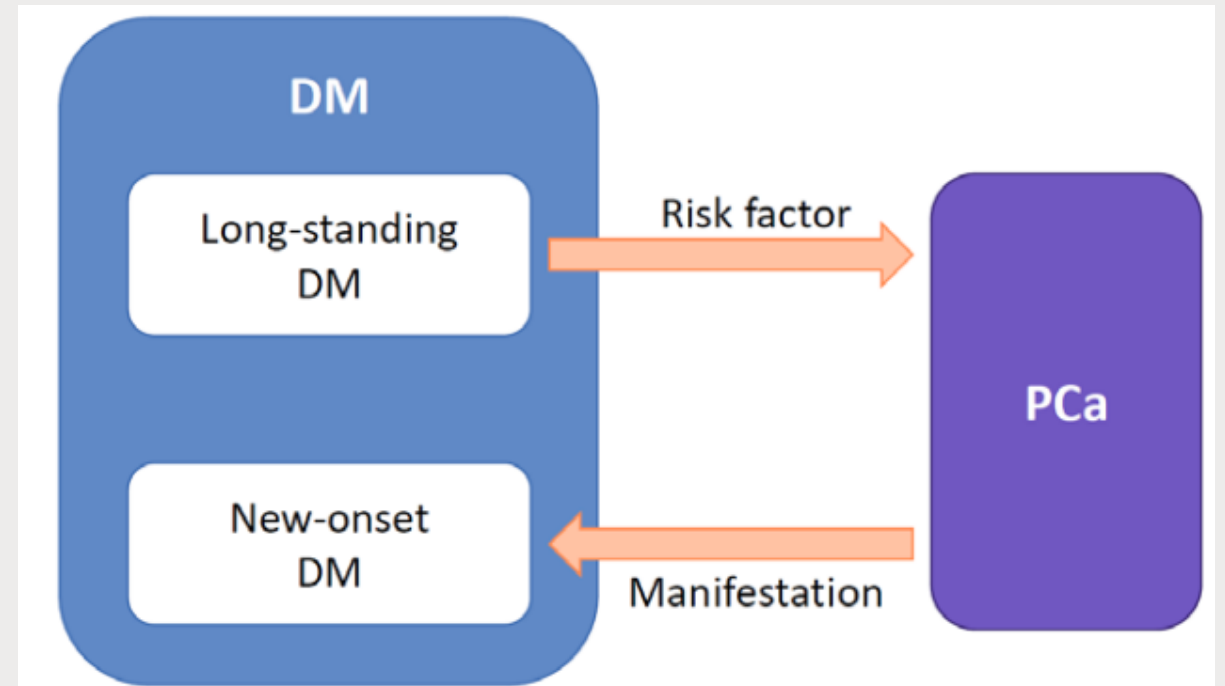 DM
Long-standing
DM
Risk factor
PCa
New-onset
DM
Manifestation